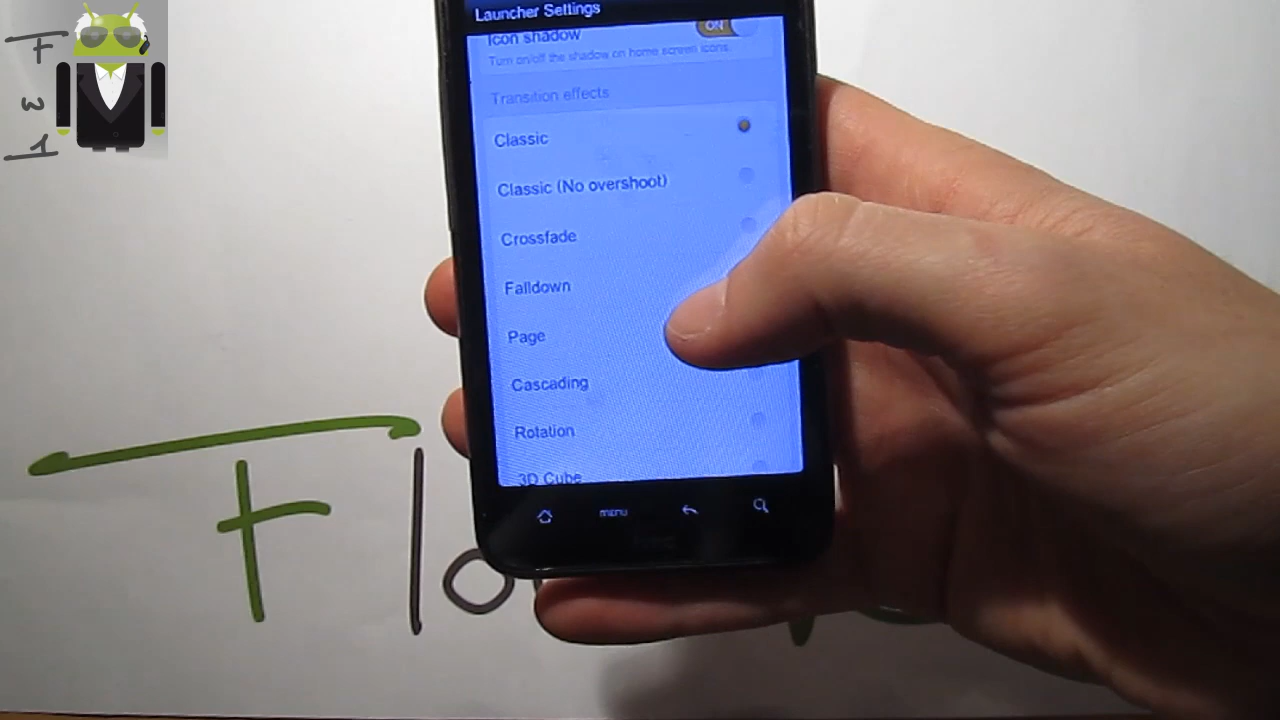 F
W
1
Launcher Settings
Icon shadow
ON
Turn on/off the shadow on home screen icons.
Transition effects
Classic
Classic (No overshoot)
Crossfade
Falldown
Page
Cascading
Rotation
3D Cube
MENU
Flo